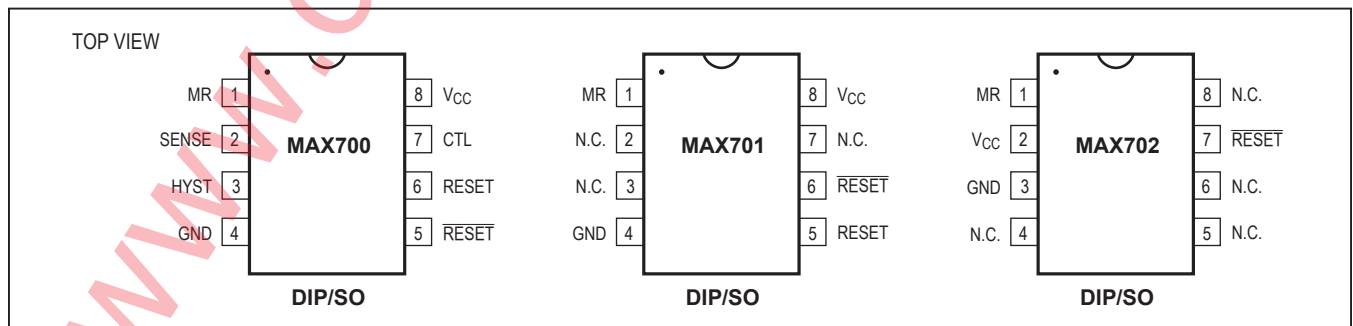 TOP VIEW
MR 1
SENSE 2
HYST 3
GND 4
MAX700
8 VCC
7 CTL
6 RESET
5 RESET
DIP/SO
MR 1
N.C. 2
N.C. 3
GND 4
MAX701
8 VCC
7 N.C.
6 RESET
5 RESET
DIP/SO
MR 1
VCC 2
GND 3
N.C. 4
MAX702
8 N.C.
7 RESET
6 N.C.
5 N.C.
DIP/SO
www.